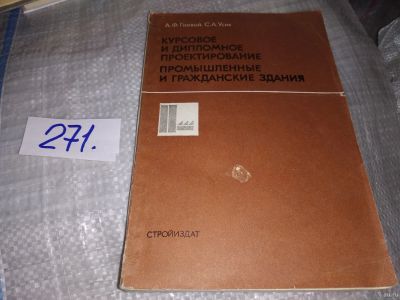 А.Ф. Гаевой, С.А. Усик
КУРСОВОЕ
И ДИПЛОМНОЕ
ПРОЕКТИРОВАНИЕ
ПРОМЫШЛЕННЫЕ
И ГРАЖДАНСКИЕ ЗДАНИЯ
271.
СТРОЙИЗДАТ